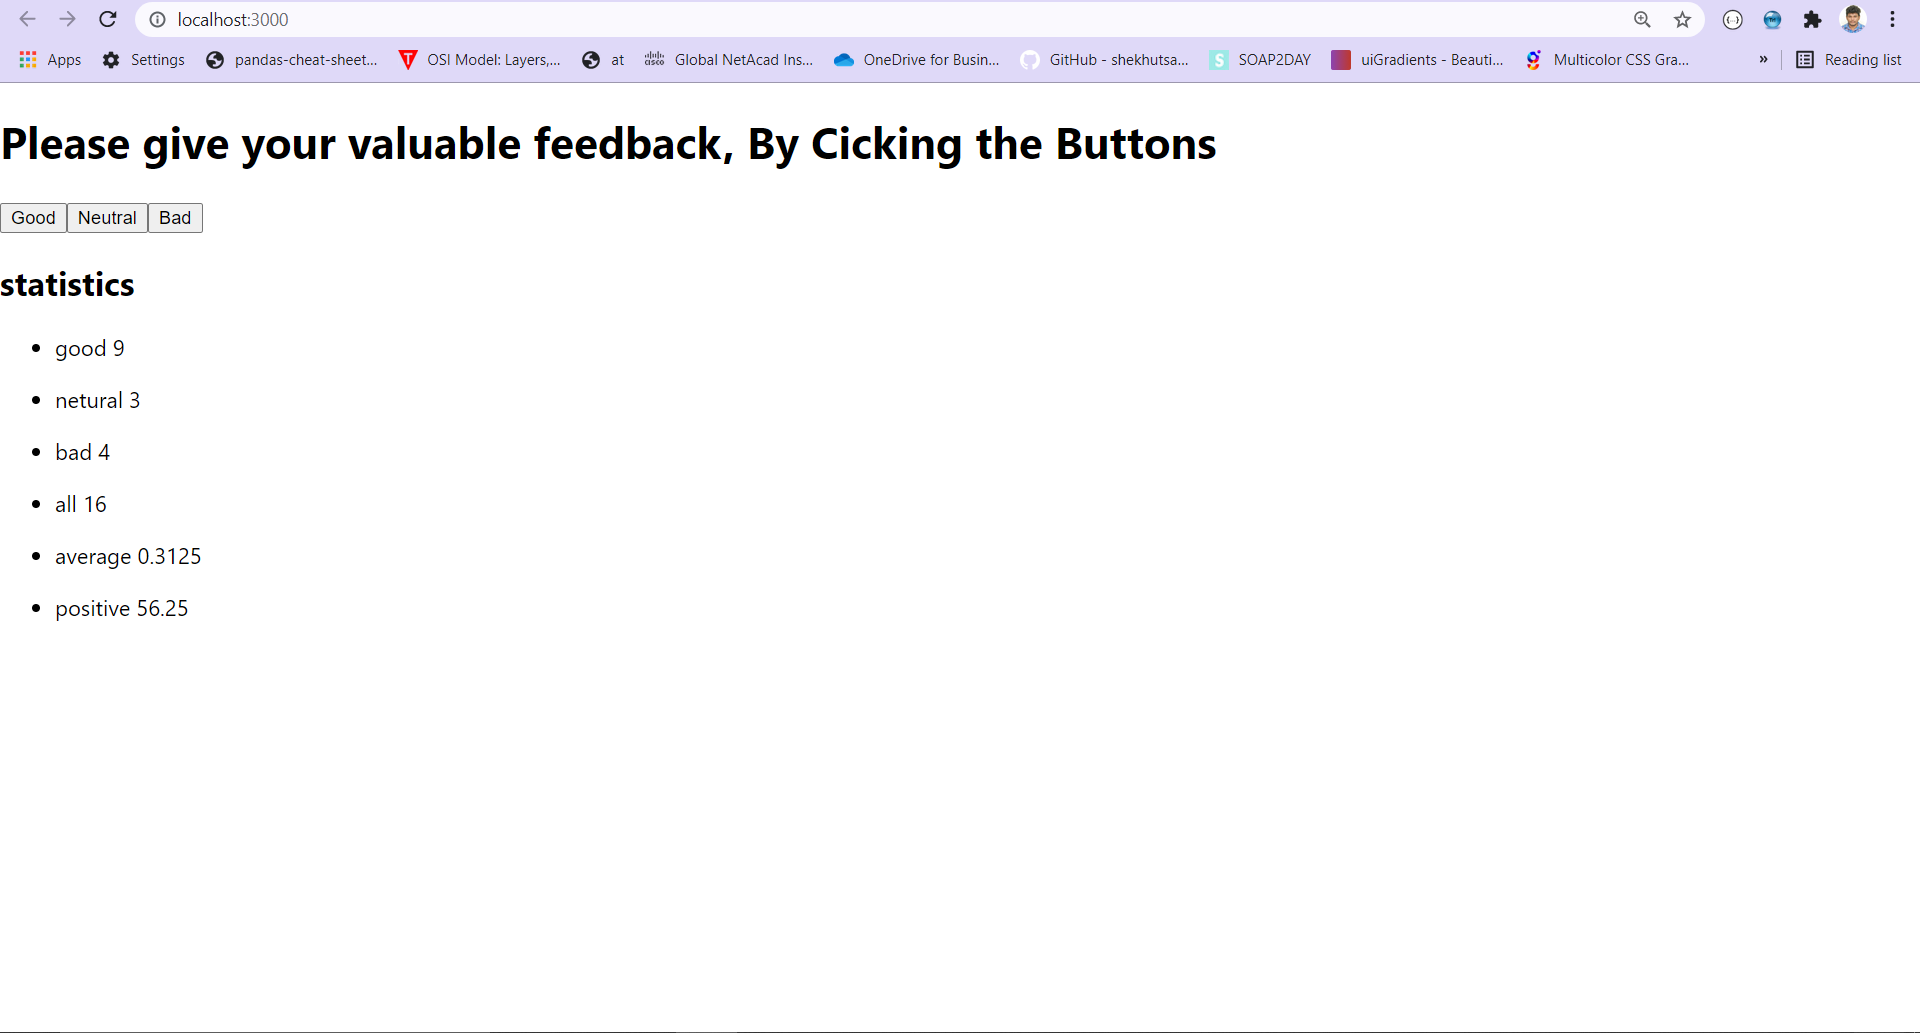 localhost:3000
Apps Settings pandas-cheat-sheet... OSI Model: Layers,... at Global NetAcad Ins... OneDrive for Busin... GitHub - shekhutsa... S SOAP2DAY uiGradients - Beauti... Multicolor CSS Gra... » Reading list
Please give your valuable feedback, By Cicking the Buttons
Good Neutral Bad
statistics
• good 9
• netural 3
• bad 4
• all 16
• average 0.3125
• positive 56.25